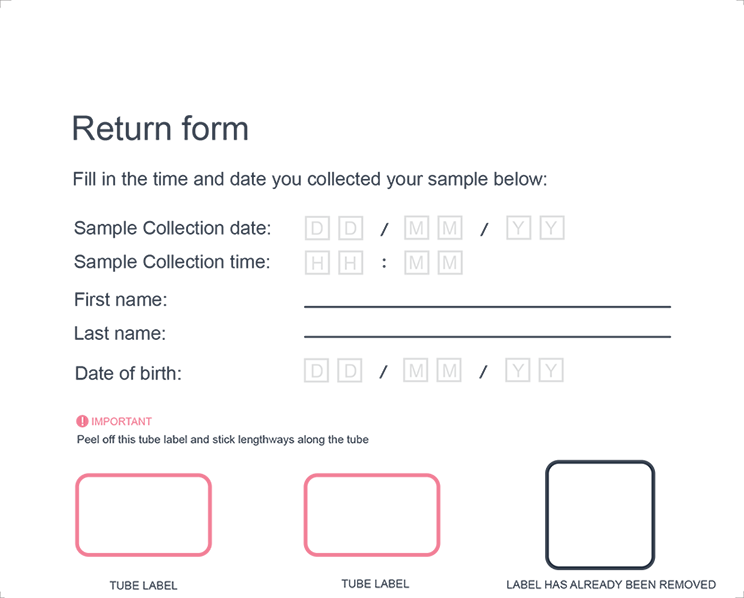 Return form
Fill in the time and date you collected your sample below:
Sample Collection date: D D / M M / Y Y
Sample Collection time: H H : M M
First name:
Last name:
Date of birth: D D / M M / Y Y
! IMPORTANT
Peel off this tube label and stick lengthways along the tube
TUBE LABEL TUBE LABEL LABEL HAS ALREADY BEEN REMOVED